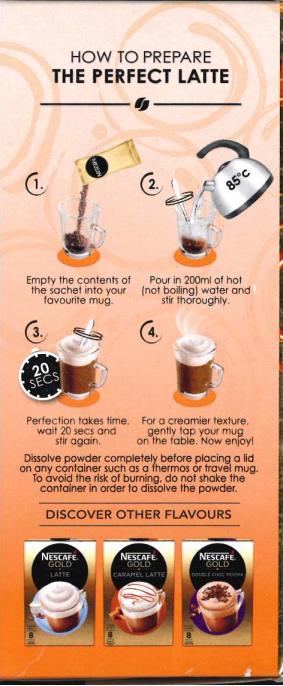 HOW TO PREPARE
THE PERFECT LATTE
1.
NESCAFÉ
2.
85°C
Empty the contents of
the sachet into your
favourite mug.
Pour in 200ml of hot
(not boiling) water and
stir thoroughly.
3.
20
SECS
4.
Perfection takes time,
wait 20 secs and
stir again.
For a creamier texture,
gently tap your mug
on the table. Now enjoy!
Dissolve powder completely before placing a lid
on any container such as a thermos or travel mug.
To avoid the risk of burning, do not shake the
container in order to dissolve the powder.
DISCOVER OTHER FLAVOURS
NESCAFÉ.
GOLD
LATTE
8
NESCAFÉ.
GOLD
CARAMEL LATTE
8
NESCAFÉ.
GOLD
DOUBLE CHOC MOCHA
8